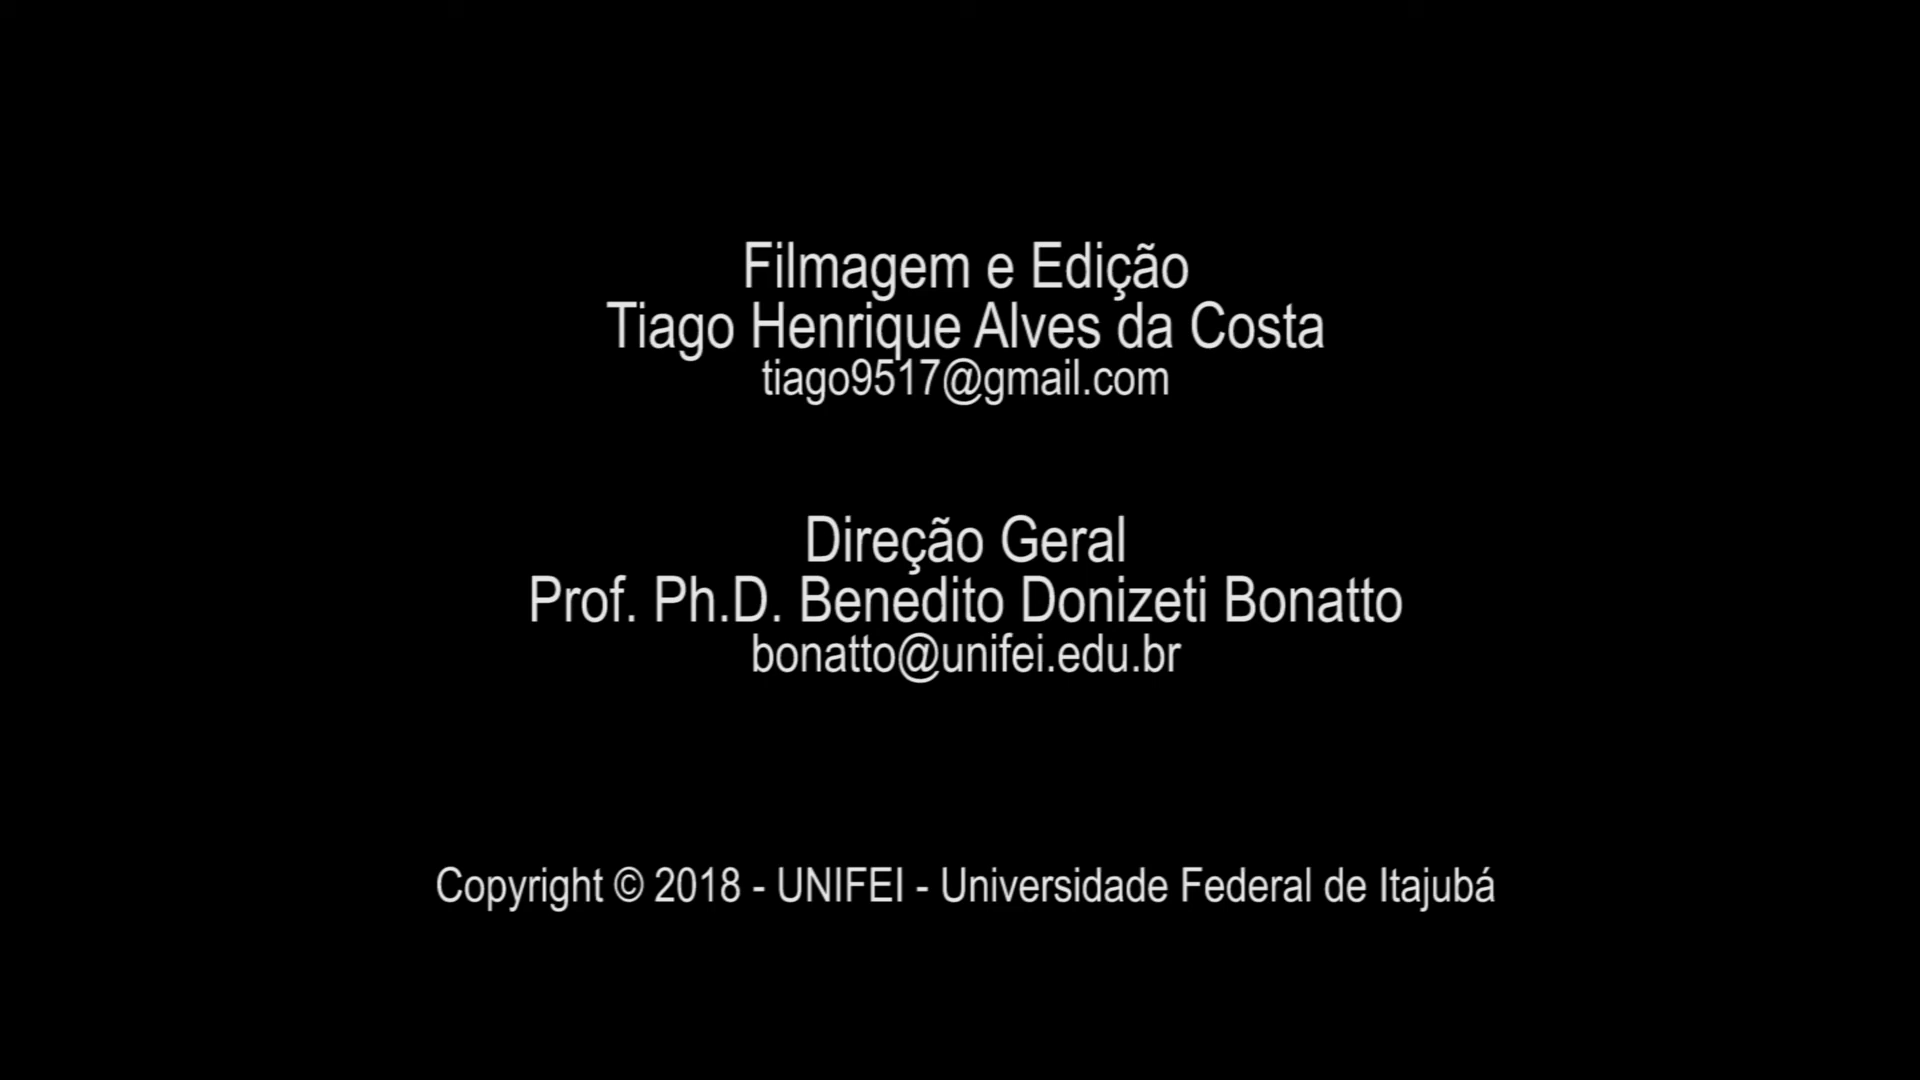 Filmagem e Edição
Tiago Henrique Alves da Costa
tiago9517@gmail.com
Direção Geral
Prof. Ph.D. Benedito Donizeti Bonatto
bonatto@unifei.edu.br
Copyright © 2018 - UNIFEI - Universidade Federal de Itajubá